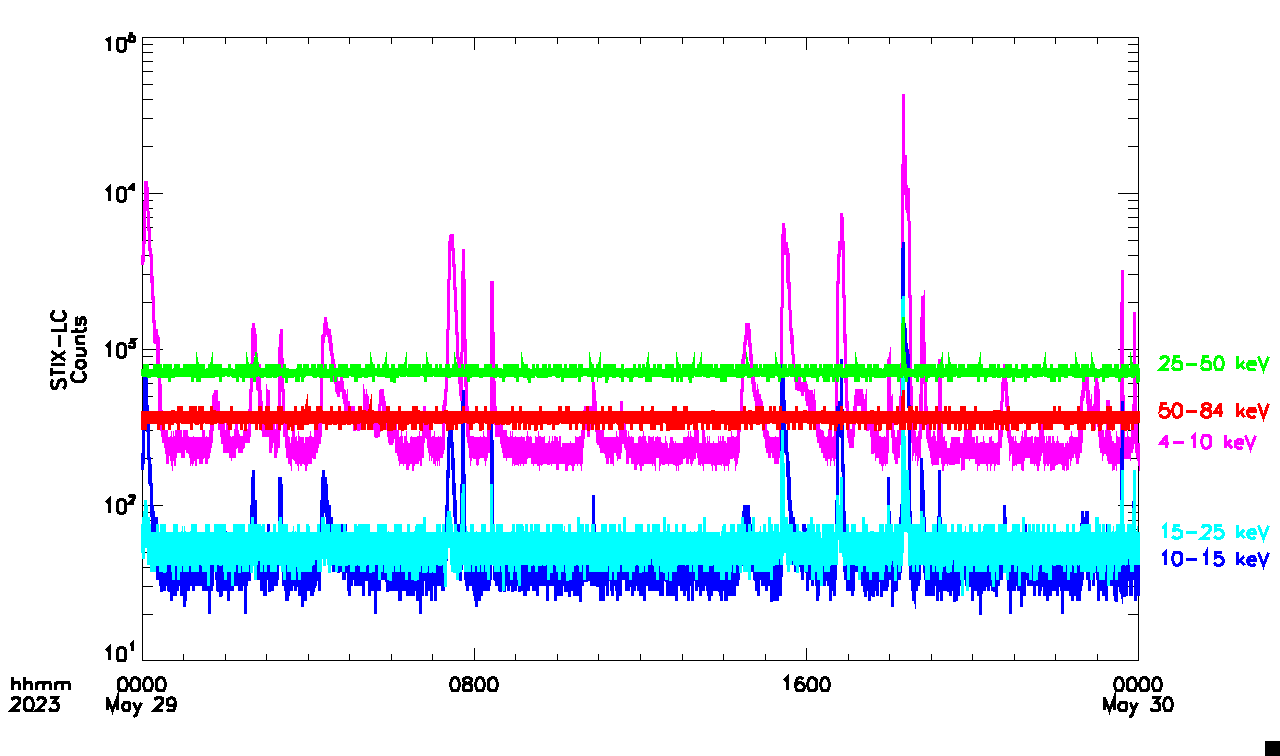 10⁵
10⁴
10³
10²
10¹
STIX-LC
Counts
25-50 keV
50-84 keV
4-10 keV
15-25 keV
10-15 keV
hhmm 0000 0800 1600 0000
2023 May 29 May 30